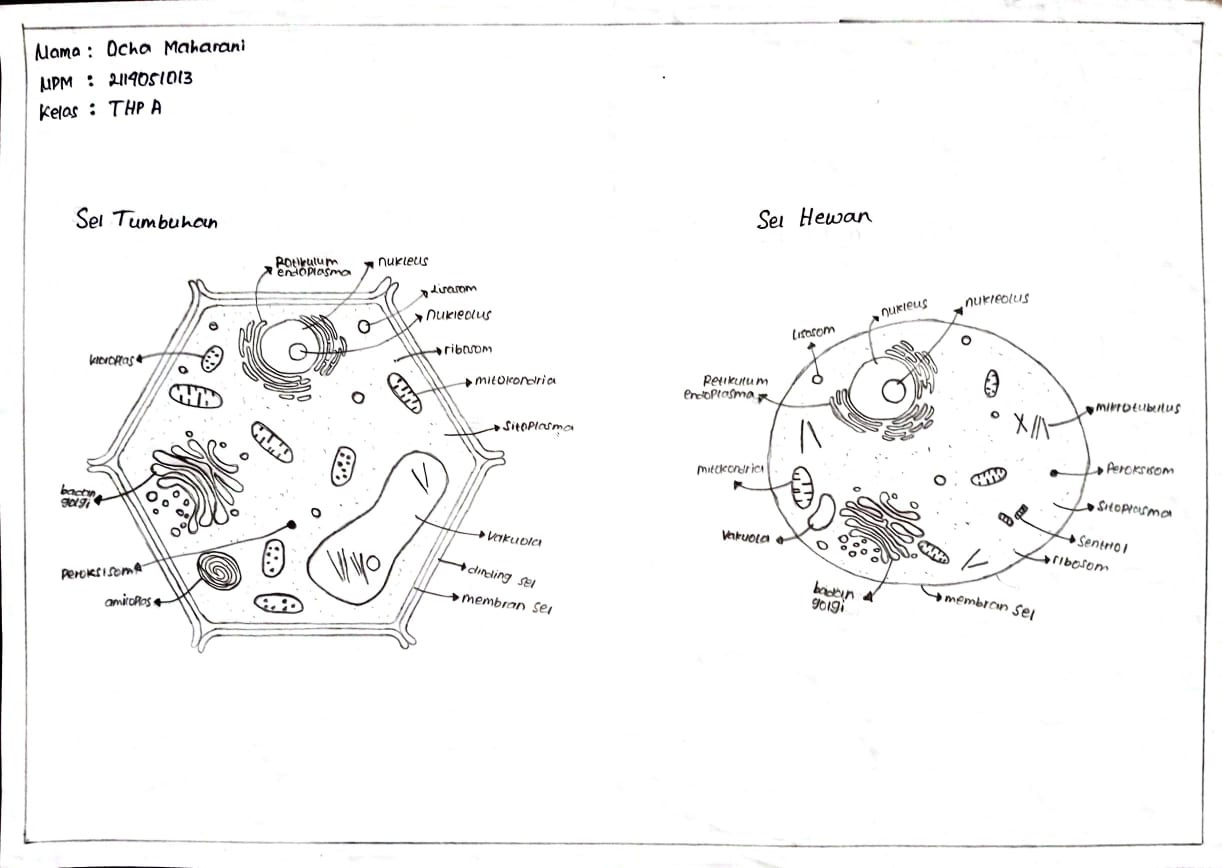 Nama : Ocha Maharani
NPM : 2119051013
Kelas : THP A
Sel Tumbuhan
Sel Hewan
Retikulum
endoplasma
nukleus
Lisosom
nukleolus
ribosom
mitokondria
Sitoplasma
kloroplas
badan
golgi
peroksisom
amiloplas
Vakuola
dinding sel
membran sel
Lisosom
nukleus
nukleolus
Retikulum
endoplasma
mikrotubulus
mitokondria
Peroksisom
Sitoplasma
Vakuola
Sentriol
ribosom
badan
golgi
membran sel